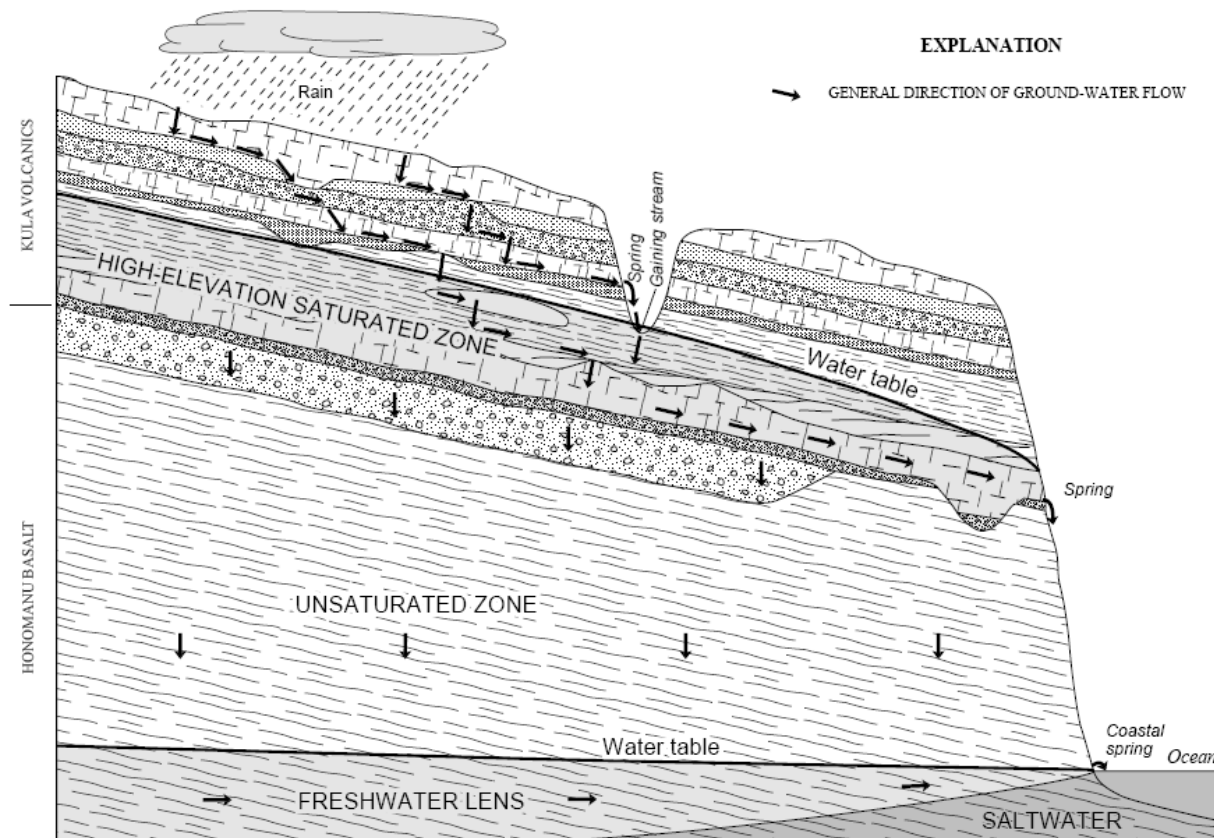 EXPLANATION
GENERAL DIRECTION OF GROUND-WATER FLOW
Rain
KULA VOLCANICS
Spring
Gaining stream
HIGH-ELEVATION SATURATED ZONE
Water table
Spring
HONOMANU BASALT
UNSATURATED ZONE
Water table
Coastal
spring
Ocean
FRESHWATER LENS
SALTWATER